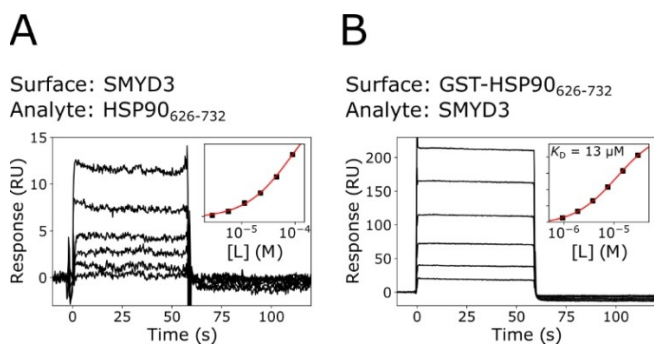 A
Surface: SMYD3
Analyte: HSP90626-732
Response (RU)
15
10
5
0
10⁻⁵
10⁻⁴
[L] (M)
0
25
50
75
100
Time (s)
B
Surface: GST-HSP90626-732
Analyte: SMYD3
Response (RU)
200
150
100
50
0
KD = 13 µM
10⁻⁶
10⁻⁵
[L] (M)
0
25
50
75
100
Time (s)